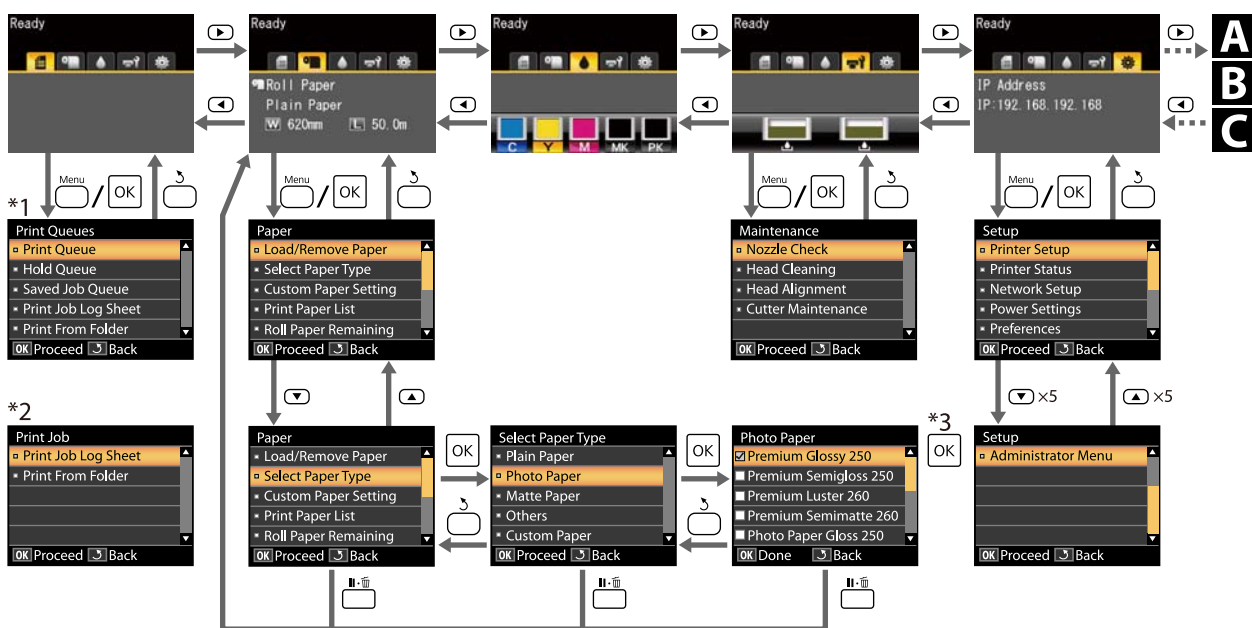 Ready
Ready
Ready
Ready
Ready
A
B
C
Roll Paper
Plain Paper
W 620mm L 50.0m
C Y M MK PK
IP Address
IP:192.168.192.168
Menu / OK
Menu / OK
Menu / OK
Menu / OK
*1
Print Queues
Print Queue
Hold Queue
Saved Job Queue
Print Job Log Sheet
Print From Folder
OK Proceed Back
Paper
Load/Remove Paper
Select Paper Type
Custom Paper Setting
Print Paper List
Roll Paper Remaining
OK Proceed Back
Maintenance
Nozzle Check
Head Cleaning
Head Alignment
Cutter Maintenance
OK Proceed Back
Setup
Printer Setup
Printer Status
Network Setup
Power Settings
Preferences
OK Proceed Back
×5
×5
*2
Print Job
Print Job Log Sheet
Print From Folder
OK Proceed Back
Paper
Load/Remove Paper
Select Paper Type
Custom Paper Setting
Print Paper List
Roll Paper Remaining
OK Proceed Back
OK
Select Paper Type
Plain Paper
Photo Paper
Matte Paper
Others
Custom Paper
OK Proceed Back
OK
Photo Paper
Premium Glossy 250
Premium Semigloss 250
Premium Luster 260
Premium Semimatte 260
Photo Paper Gloss 250
OK Done Back
*3
OK
Setup
Administrator Menu
OK Proceed Back